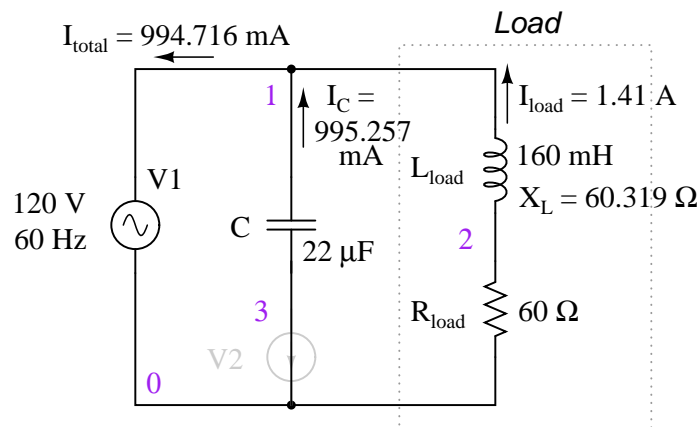 Load
I_total = 994.716 mA
1
I_C =
995.257
mA
I_load = 1.41 A
V1
120 V
60 Hz
C
22 µF
L_load
160 mH
X_L = 60.319 Ω
2
3
R_load
60 Ω
V2
0